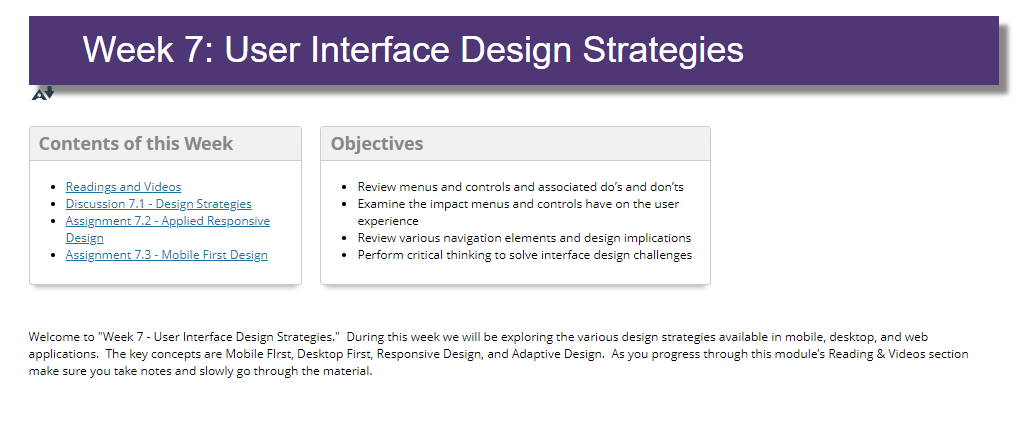 Week 7: User Interface Design Strategies
A
Contents of this Week
Readings and Videos
Discussion 7.1 - Design Strategies
Assignment 7.2 - Applied Responsive
Design
Assignment 7.3 - Mobile First Design
Objectives
Review menus and controls and associated do’s and don’ts
Examine the impact menus and controls have on the user
experience
Review various navigation elements and design implications
Perform critical thinking to solve interface design challenges
Welcome to "Week 7 - User Interface Design Strategies."  During this week we will be exploring the various design strategies available in mobile, desktop, and web
applications.  The key concepts are Mobile FIrst, Desktop First, Responsive Design, and Adaptive Design.  As you progress through this module’s Reading & Videos section
make sure you take notes and slowly go through the material.